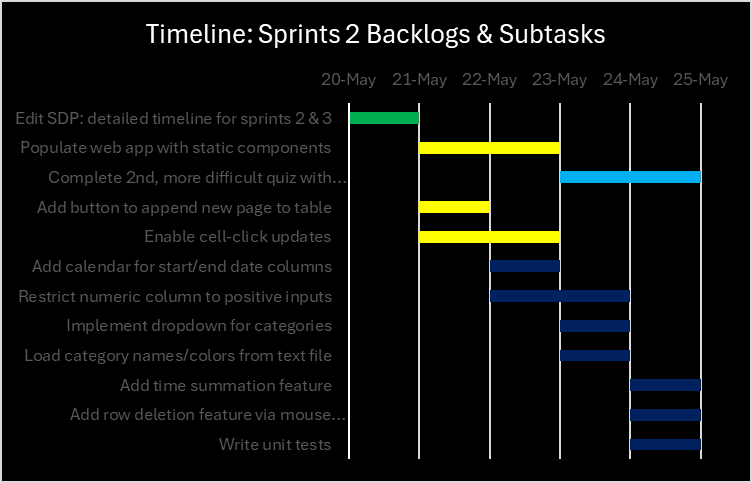 Timeline: Sprints 2 Backlogs & Subtasks
20-May 21-May 22-May 23-May 24-May 25-May
Edit SDP: detailed timeline for sprints 2 & 3
Populate web app with static components
Complete 2nd, more difficult quiz with...
Add button to append new page to table
Enable cell-click updates
Add calendar for start/end date columns
Restrict numeric column to positive inputs
Implement dropdown for categories
Load category names/colors from text file
Add time summation feature
Add row deletion feature via mouse...
Write unit tests